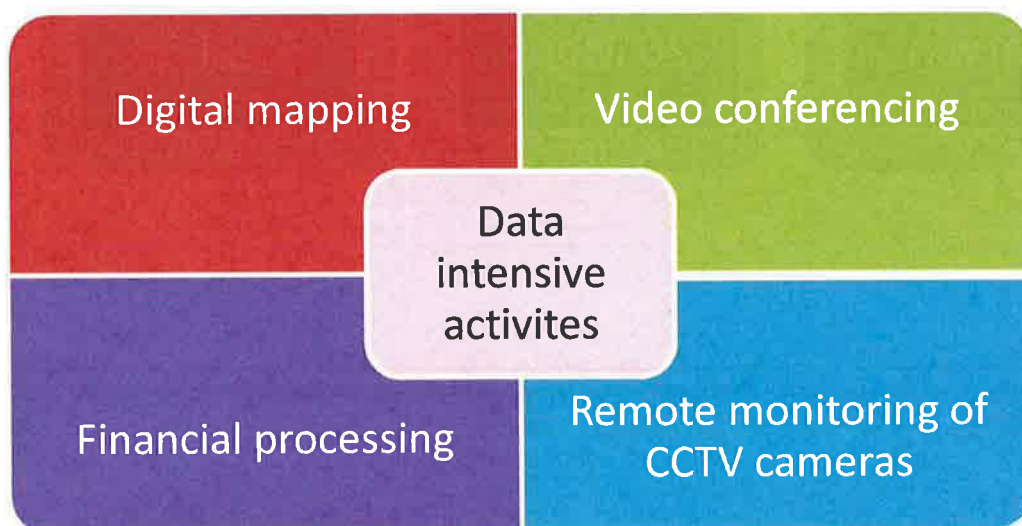 Digital mapping
Video conferencing
Data
intensive
activites
Financial processing
Remote monitoring of
CCTV cameras